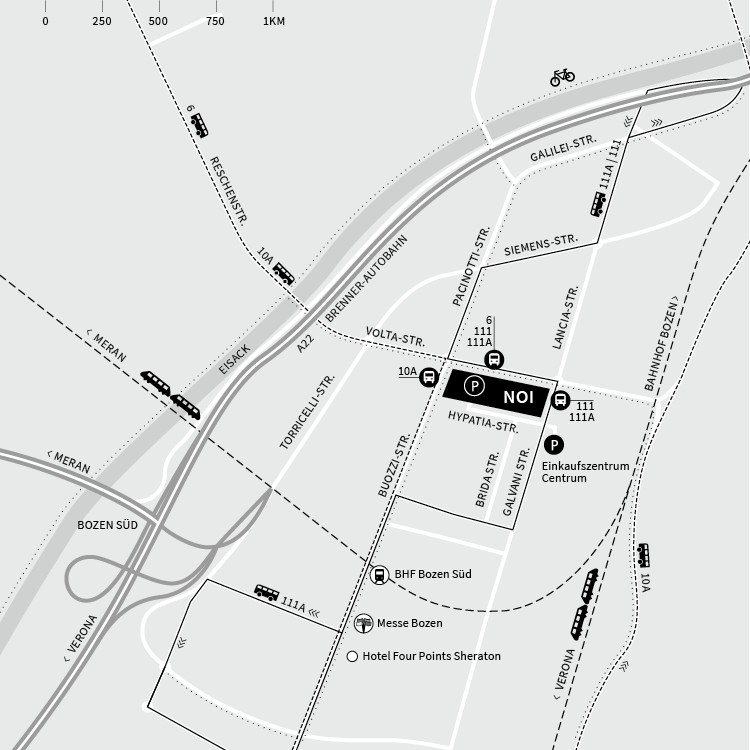 0 250 500 750 1KM
6
RESCHENSTR.
10A
GALILEI-STR.
111A | 111
SIEMENS-STR.
PACINOTTI-STR.
BRENNER-AUTOBAHN
A22
EISACK
VOLTA-STR.
LANCIA-STR.
BAHNHOF BOZEN >
< MERAN
6
111
111A
10A
P
NOI
111
111A
HYPATIA-STR.
P
Einkaufszentrum
Centrum
TORRICELLI-STR.
BUOZZI-STR.
BRIDA STR.
GALVANI STR.
< MERAN
BOZEN SÜD
BHF Bozen Süd
111A
Messe Bozen
Hotel Four Points Sheraton
10A
< VERONA
< VERONA